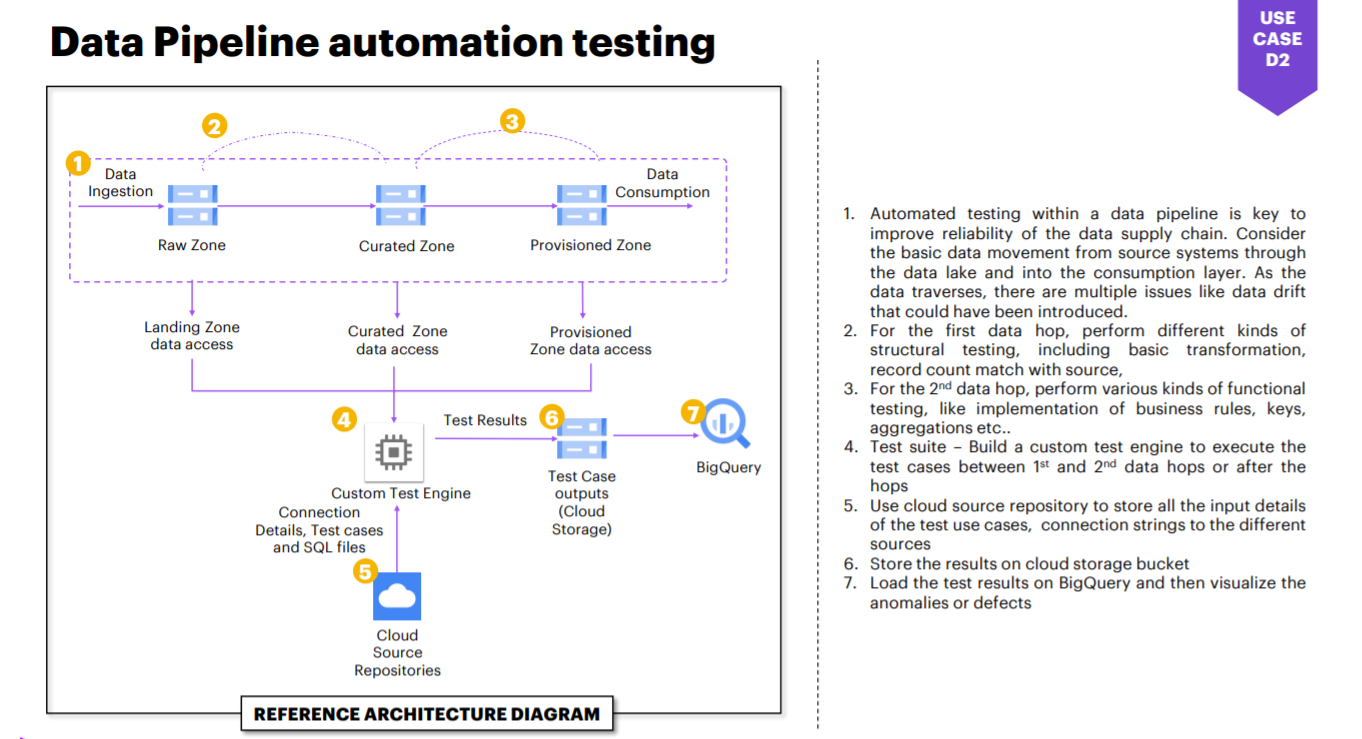 Data Pipeline automation testing
USE
CASE
D2
2
3
1
Data
Ingestion
Data
Consumption
Raw Zone
Curated Zone
Provisioned Zone
Landing Zone
data access
Curated Zone
data access
Provisioned
Zone data access
4
Test Results
6
7
Custom Test Engine
Test Case
outputs
(Cloud
Storage)
BigQuery
Connection
Details, Test cases
and SQL files
5
Cloud
Source
Repositories
REFERENCE ARCHITECTURE DIAGRAM
1. Automated testing within a data pipeline is key to
improve reliability of the data supply chain. Consider
the basic data movement from source systems through
the data lake and into the consumption layer. As the
data traverses, there are multiple issues like data drift
that could have been introduced.
2. For the first data hop, perform different kinds of
structural testing, including basic transformation,
record count match with source,
3. For the 2nd data hop, perform various kinds of functional
testing, like implementation of business rules, keys,
aggregations etc..
4. Test suite – Build a custom test engine to execute the
test cases between 1st and 2nd data hops or after the
hops
5. Use cloud source repository to store all the input details
of the test use cases, connection strings to the different
sources
6. Store the results on cloud storage bucket
7. Load the test results on BigQuery and then visualize the
anomalies or defects